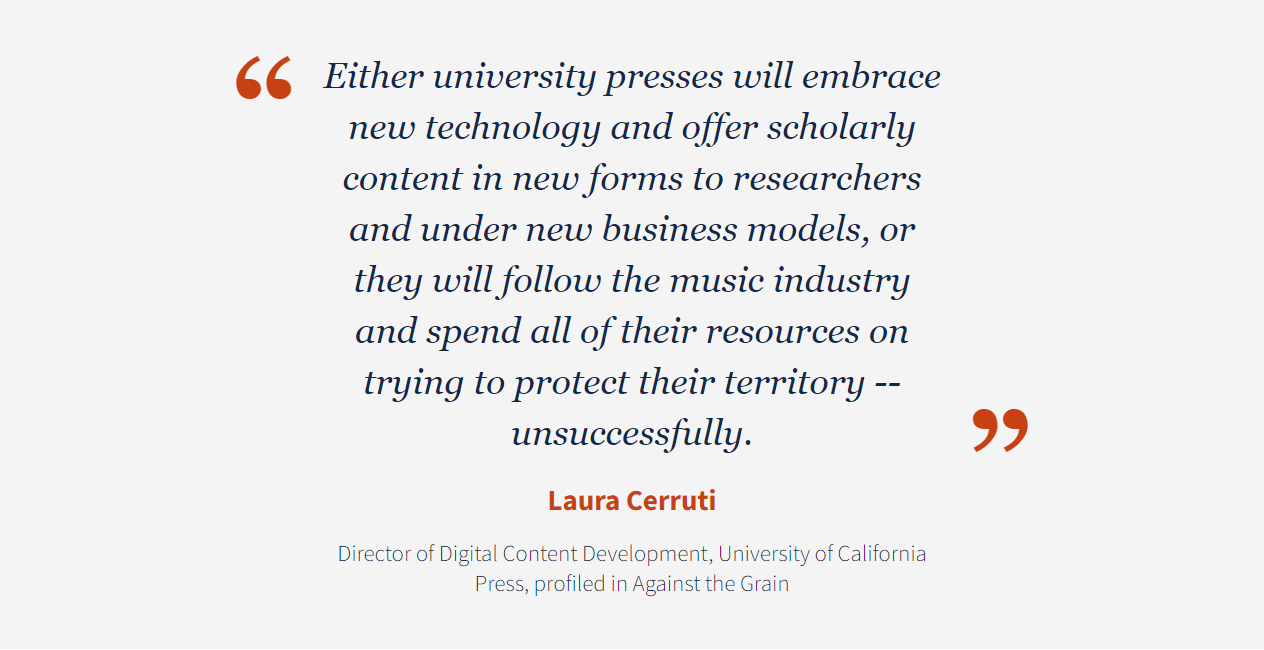 “ Either university presses will embrace
new technology and offer scholarly
content in new forms to researchers
and under new business models, or
they will follow the music industry
and spend all of their resources on
trying to protect their territory --
unsuccessfully. ”
Laura Cerruti
Director of Digital Content Development, University of California
Press, profiled in Against the Grain